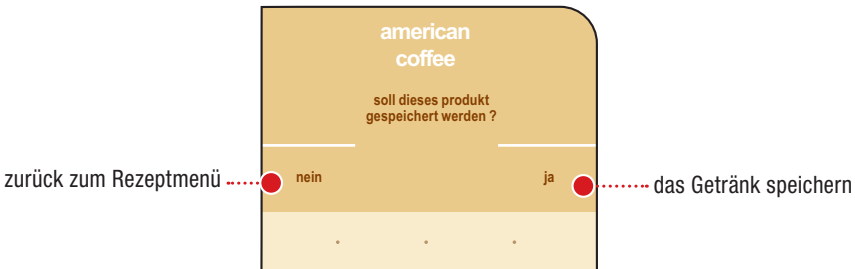 american
coffee
soll dieses produkt
gespeichert werden ?
zurück zum Rezeptmenü
nein
ja
das Getränk speichern